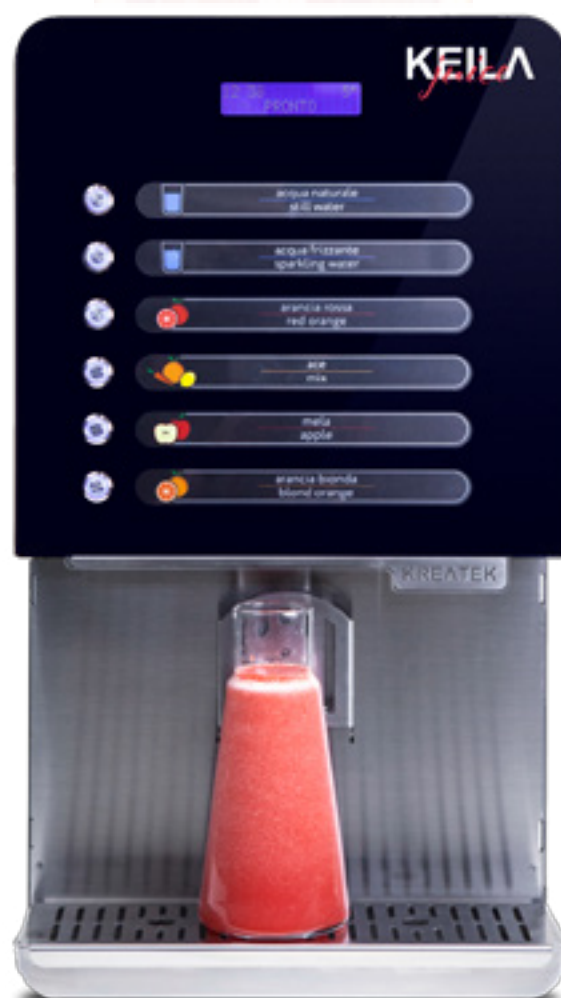 KEILA
juice
PRONTO
acqua naturale
still water
acqua frizzante
sparkling water
arancia rossa
red orange
ace
mix
mela
apple
arancia bionda
blond orange
KREATEK